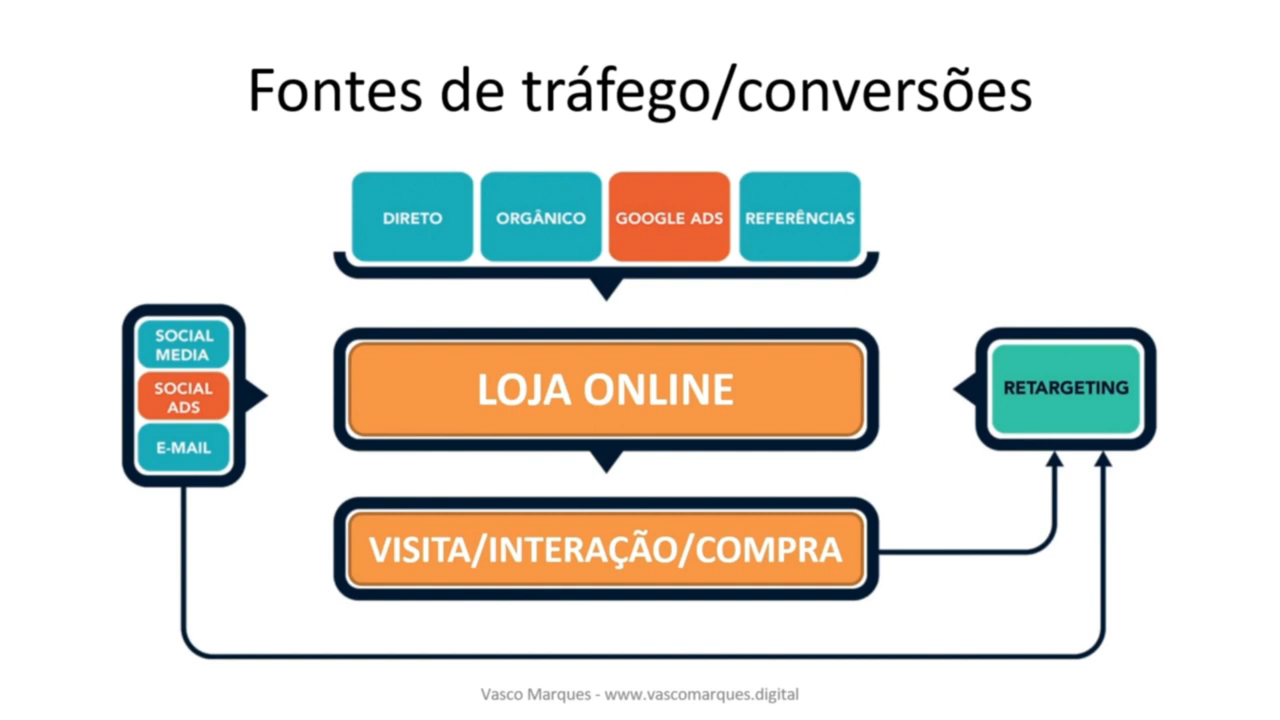 Fontes de tráfego/conversões
DIRETO
ORGÂNICO
GOOGLE ADS
REFERÊNCIAS
SOCIAL
MEDIA
SOCIAL
ADS
E-MAIL
LOJA ONLINE
RETARGETING
VISITA/INTERAÇÃO/COMPRA
Vasco Marques - www.vascomarques.digital